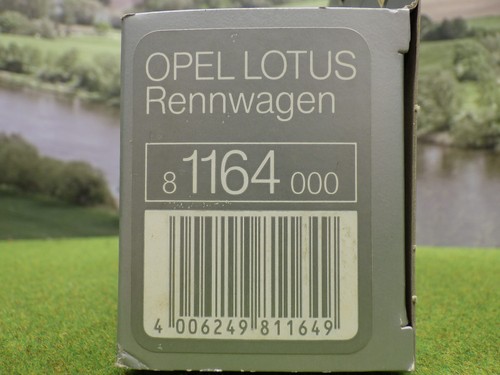 OPEL LOTUS
Rennwagen
8 1164 000
4 006249 811649